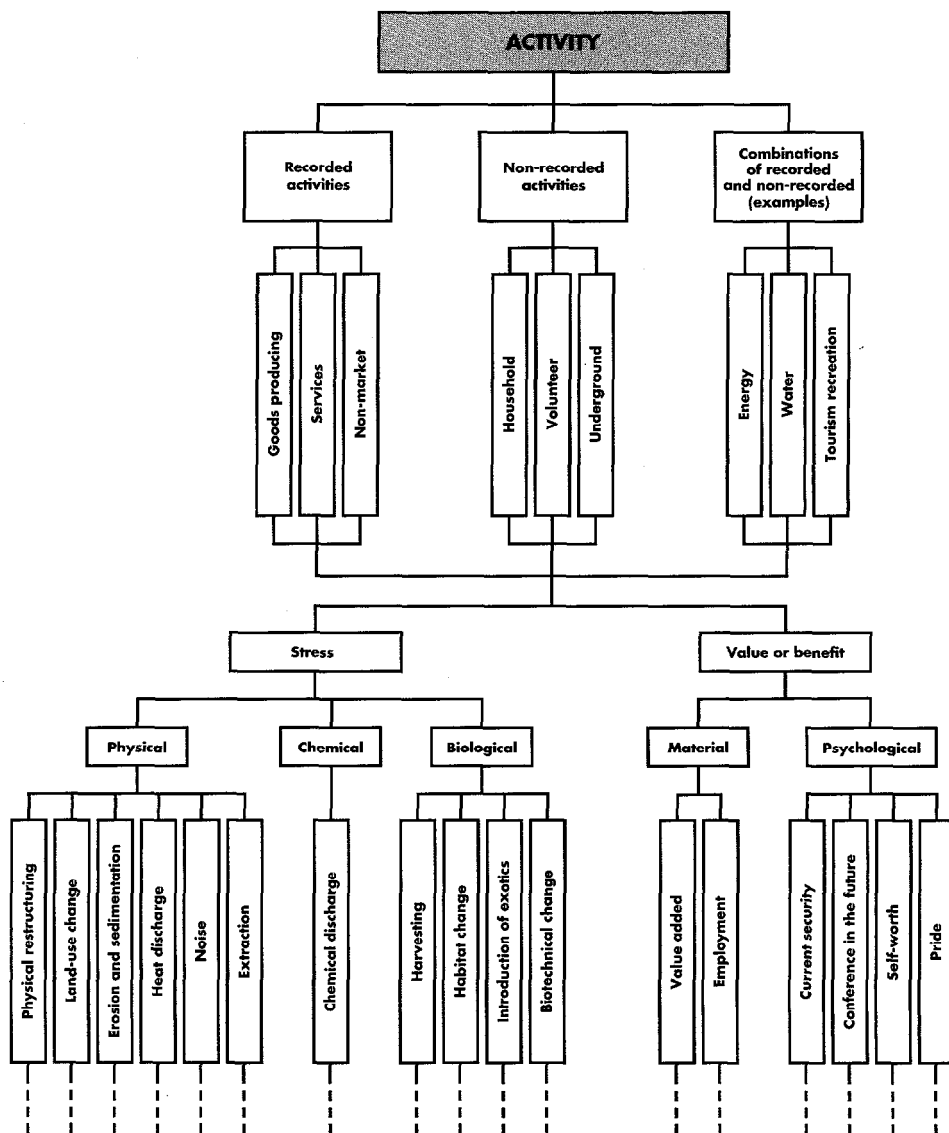 ACTIVITY
Recorded
activities
Non-recorded
activities
Combinations
of recorded
and non-recorded
(examples)
Goods producing
Services
Non-market
Household
Volunteer
Underground
Energy
Water
Tourism recreation
Stress
Value or benefit
Physical
Chemical
Biological
Material
Psychological
Physical restructuring
Land-use change
Erosion and sedimentation
Heat discharge
Noise
Extraction
Chemical discharge
Harvesting
Habitat change
Introduction of exotics
Biotechnical change
Value added
Employment
Current security
Conference in the future
Self-worth
Pride